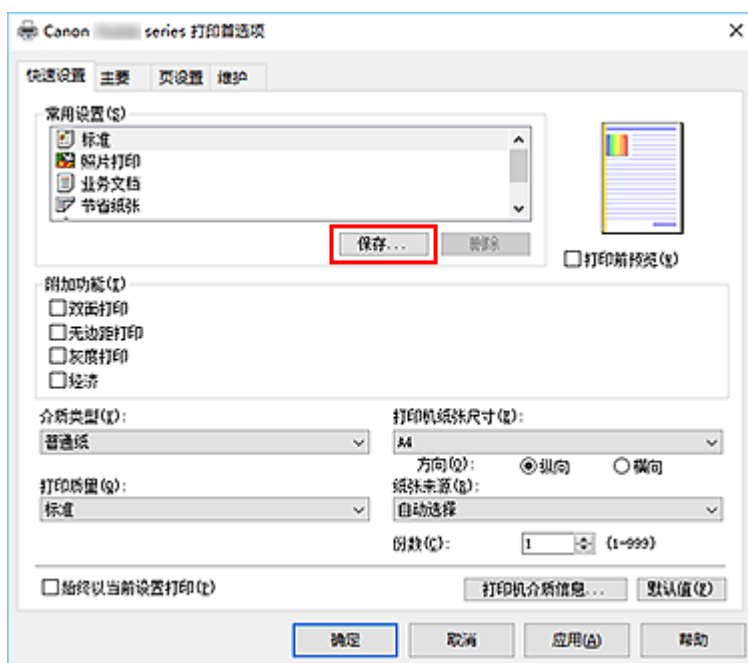 Canon series 打印首选项
快速设置 主要 页设置 维护
常用设置(S)
标准
照片打印
业务文档
节省纸张
保存... 删除
打印前预览(W)
附加功能(I)
双面打印
无边距打印
灰度打印
经济
介质类型(Y): 打印机纸张尺寸(Z):
普通纸 A4
方向(O): 纵向 横向
打印质量(Q): 纸张来源(B):
标准 自动选择
份数(C): 1 (1-999)
始终以当前设置打印(P)
打印机介质信息... 默认值(F)
确定 取消 应用(A) 帮助